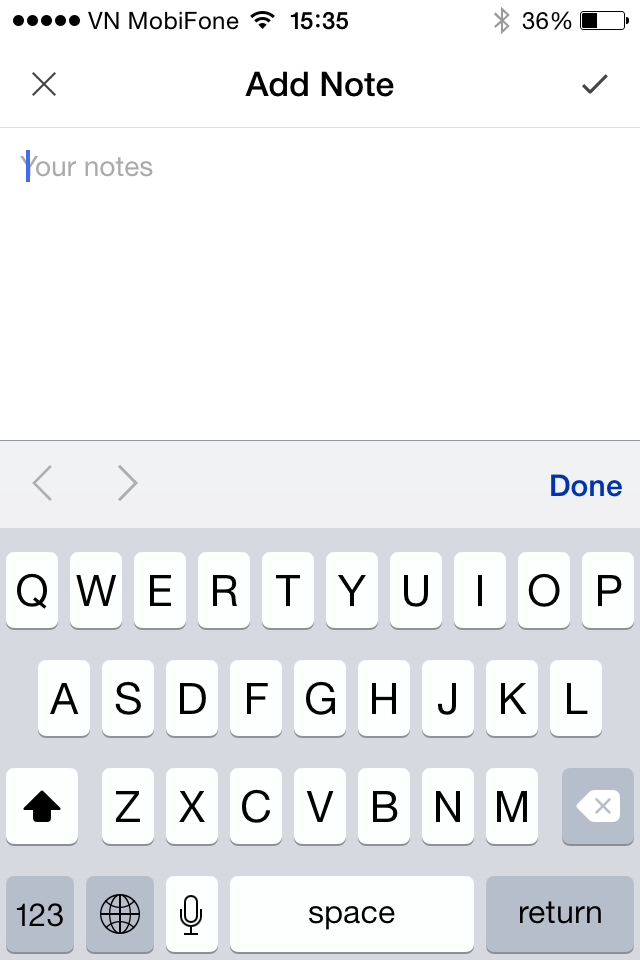 VN MobiFone 15:35 36%
Add Note
Your notes
Done
Q W E R T Y U I O P
A S D F G H J K L
Z X C V B N M
123 space return